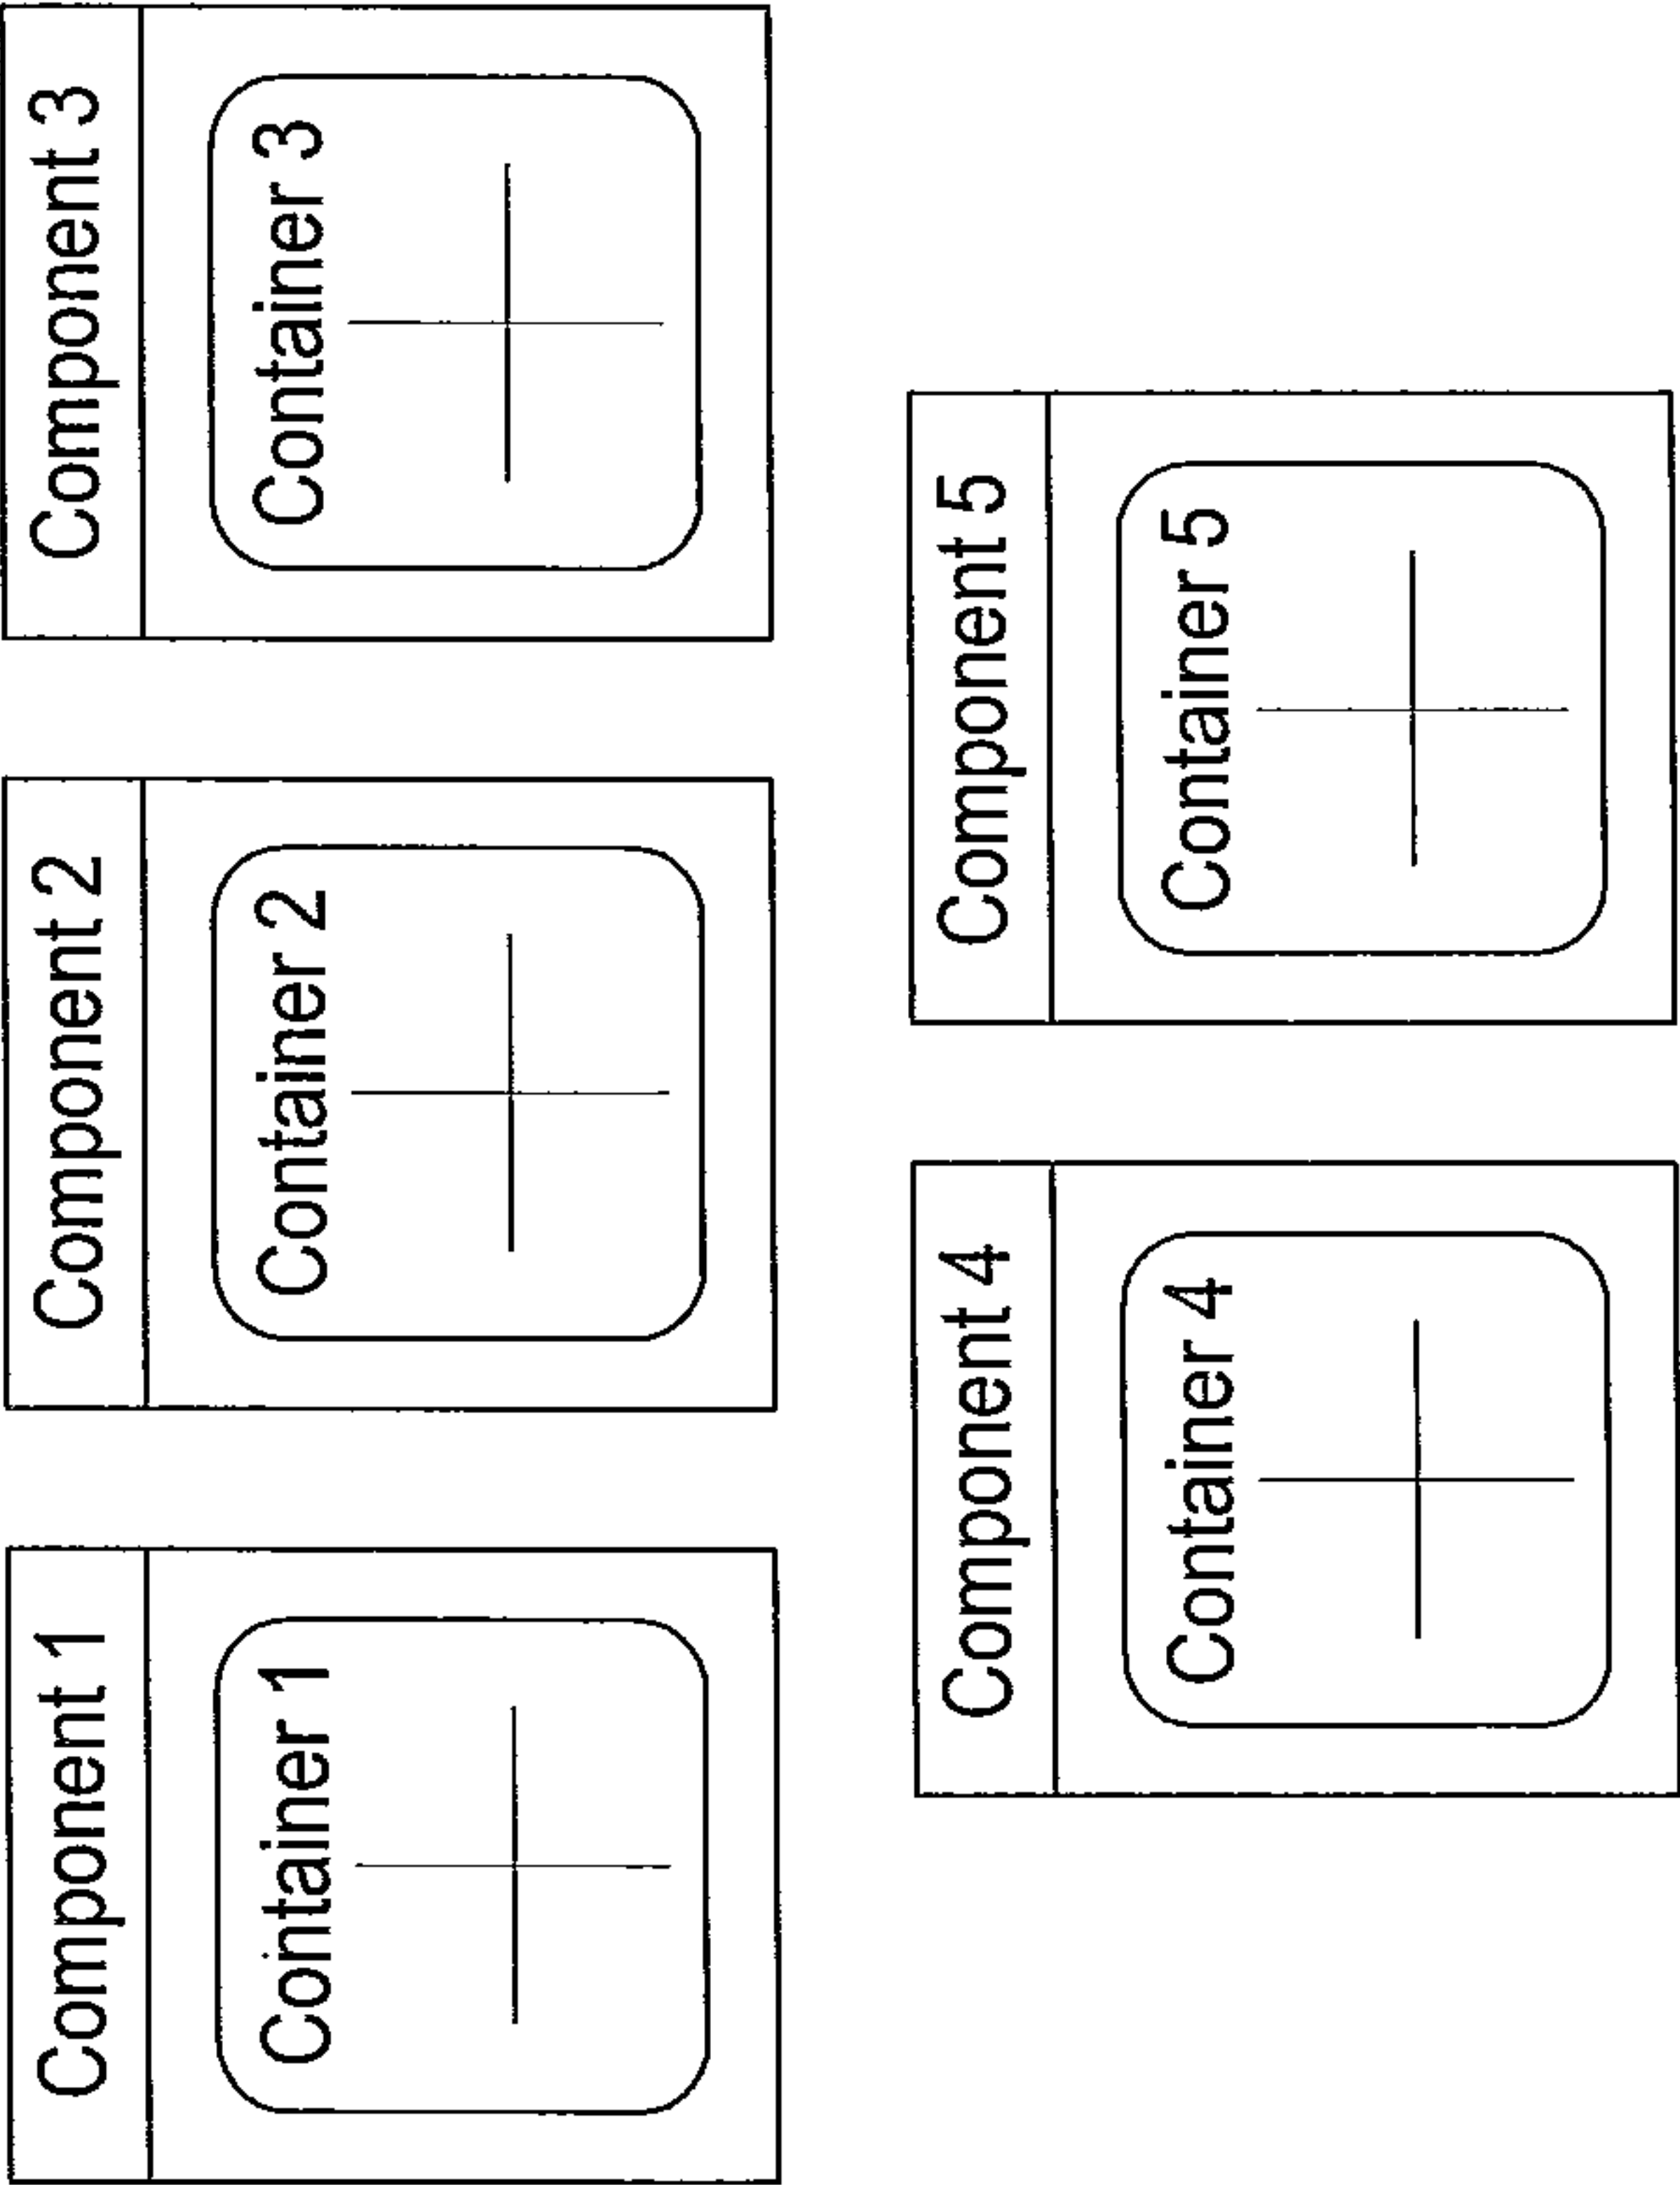 Component 1
Container 1
Component 2
Container 2
Component 3
Container 3
Component 4
Container 4
Component 5
Container 5